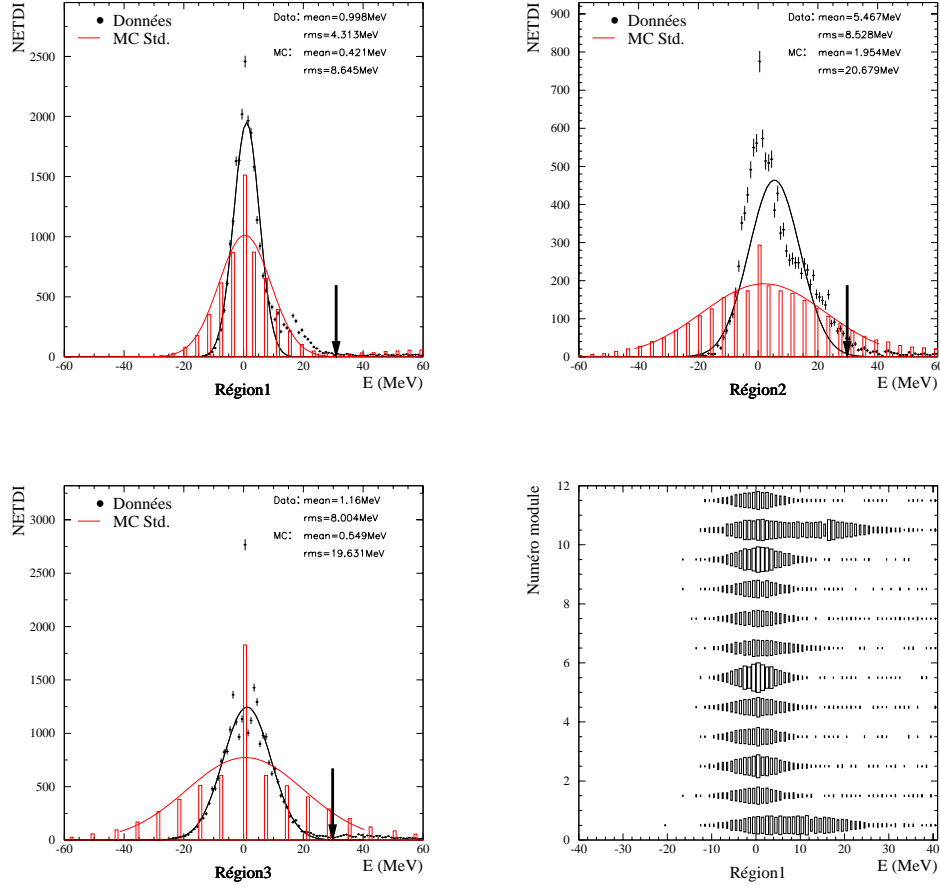 NETDI
Données
MC Std.
Data: mean=0.998MeV
rms=4.313MeV
MC: mean=0.421MeV
rms=8.645MeV
2500
2000
1500
1000
500
0
-60 -40 -20 0 20 40 60
Région1
E (MeV)
NETDI
Données
MC Std.
Data: mean=5.467MeV
rms=8.528MeV
MC: mean=1.954MeV
rms=20.679MeV
900
800
700
600
500
400
300
200
100
0
-60 -40 -20 0 20 40 60
Région2
E (MeV)
NETDI
Données
MC Std.
Data: mean=1.16MeV
rms=8.004MeV
MC: mean=0.549MeV
rms=19.631MeV
3000
2500
2000
1500
1000
500
0
-60 -40 -20 0 20 40 60
Région3
E (MeV)
Numéro module
12
10
8
6
4
2
0
-40 -30 -20 -10 0 10 20 30 40
Région1
E (MeV)